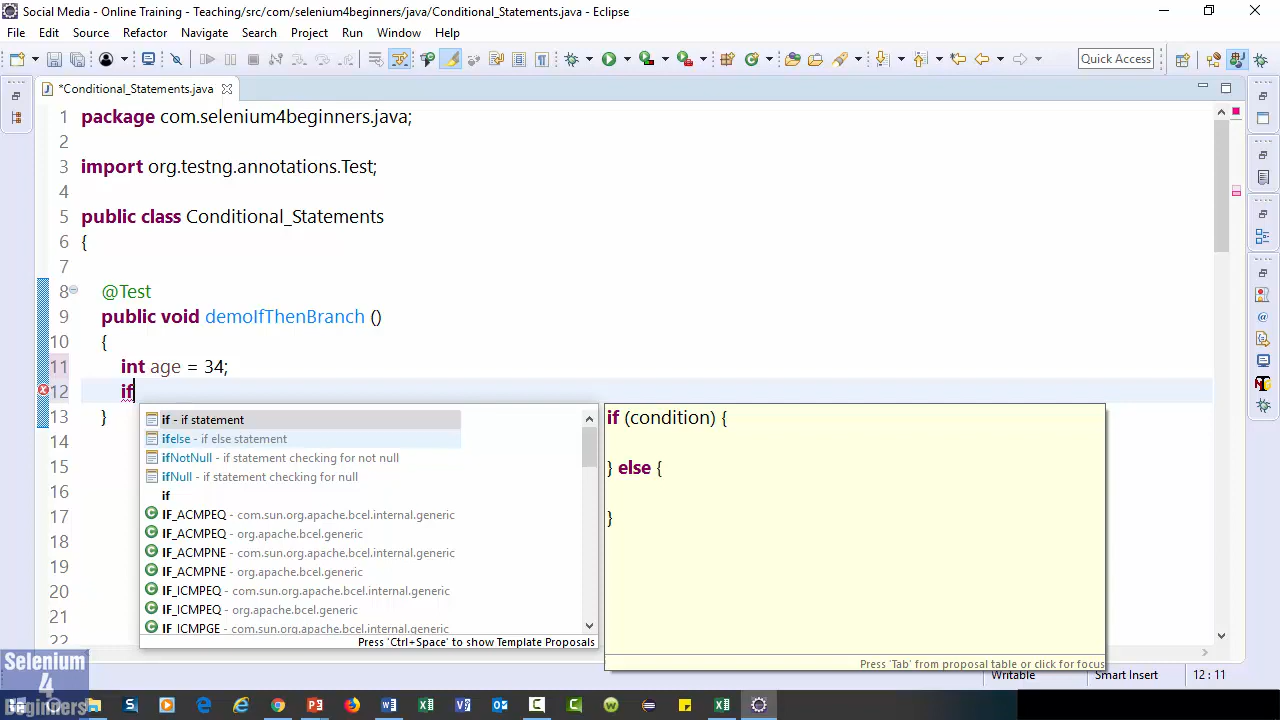 Social Media - Online Training - Teaching/src/com/selenium4beginners/java/Conditional_Statements.java - Eclipse
File Edit Source Refactor Navigate Search Project Run Window Help
Quick Access
*Conditional_Statements.java
1 package com.selenium4beginners.java;
2
3 import org.testng.annotations.Test;
4
5 public class Conditional_Statements
6 {
7
8 @Test
9 public void demoIfThenBranch ()
10 {
11 int age = 34;
12 if
13 }
14
15
16
17
18
19
20
21
22
if - if statement
ifelse - if else statement
ifNotNull - if statement checking for not null
ifNull - if statement checking for null
if
IF_ACMPEQ - com.sun.org.apache.bcel.internal.generic
IF_ACMPEQ - org.apache.bcel.generic
IF_ACMPNE - com.sun.org.apache.bcel.internal.generic
IF_ACMPNE - org.apache.bcel.generic
IF_ICMPEQ - com.sun.org.apache.bcel.internal.generic
IF_ICMPEQ - org.apache.bcel.generic
IF_ICMPGE - com.sun.org.apache.bcel.internal.generic
Press 'Ctrl+Space' to show Template Proposals
if (condition) {
} else {
}
Press 'Tab' from proposal table or click for focus
Writable Smart Insert 12 : 11
Selenium
4
Beginners